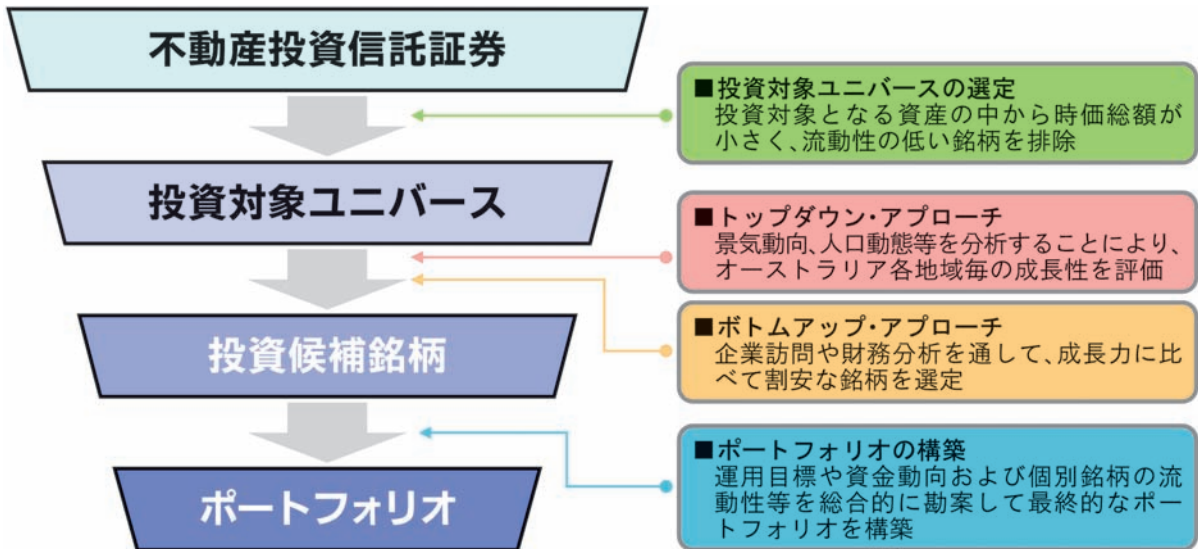 不動産投資信託証券
■投資対象ユニバースの選定
投資対象となる資産の中から時価総額が
小さく、流動性の低い銘柄を排除
投資対象ユニバース
■トップダウン・アプローチ
景気動向、人口動態等を分析することにより、
オーストラリア各地域毎の成長性を評価
■ボトムアップ・アプローチ
企業訪問や財務分析を通して、成長力に比
べて割安な銘柄を選定
投資候補銘柄
■ポートフォリオの構築
運用目標や資金動向および個別銘柄の流
動性等を総合的に勘案して最終的なポー
トフォリオを構築
ポートフォリオ